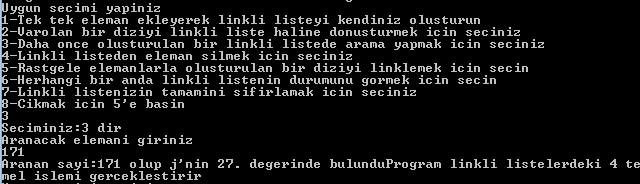 Uygun secimi yapiniz
1-Tek tek eleman ekleyerek linkli listeyi kendiniz olusturun
2-Varolan bir diziyi linkli liste haline donusturmek icin seciniz
3-Daha once olusturulan bir linkli listede arama yapmak icin seciniz
4-Linkli listeden eleman silmek icin seciniz
5-Rastgele elemanlarla olusturulan bir diziyi linklemek icin secin
6-Herhangi bir anda linkli listenin durumunu gormek icin secin
7-Linkli listenizin tamamini sifirlamak icin seciniz
8-Cikmak icin 5'e basin
3
Seciminiz:3 dir
Aranacak elemani giriniz
171
Aranan sayi:171 olup j'nin 27. degerinde bulunduProgram linkli listelerdeki 4 te
mel islemi gerceklestirir